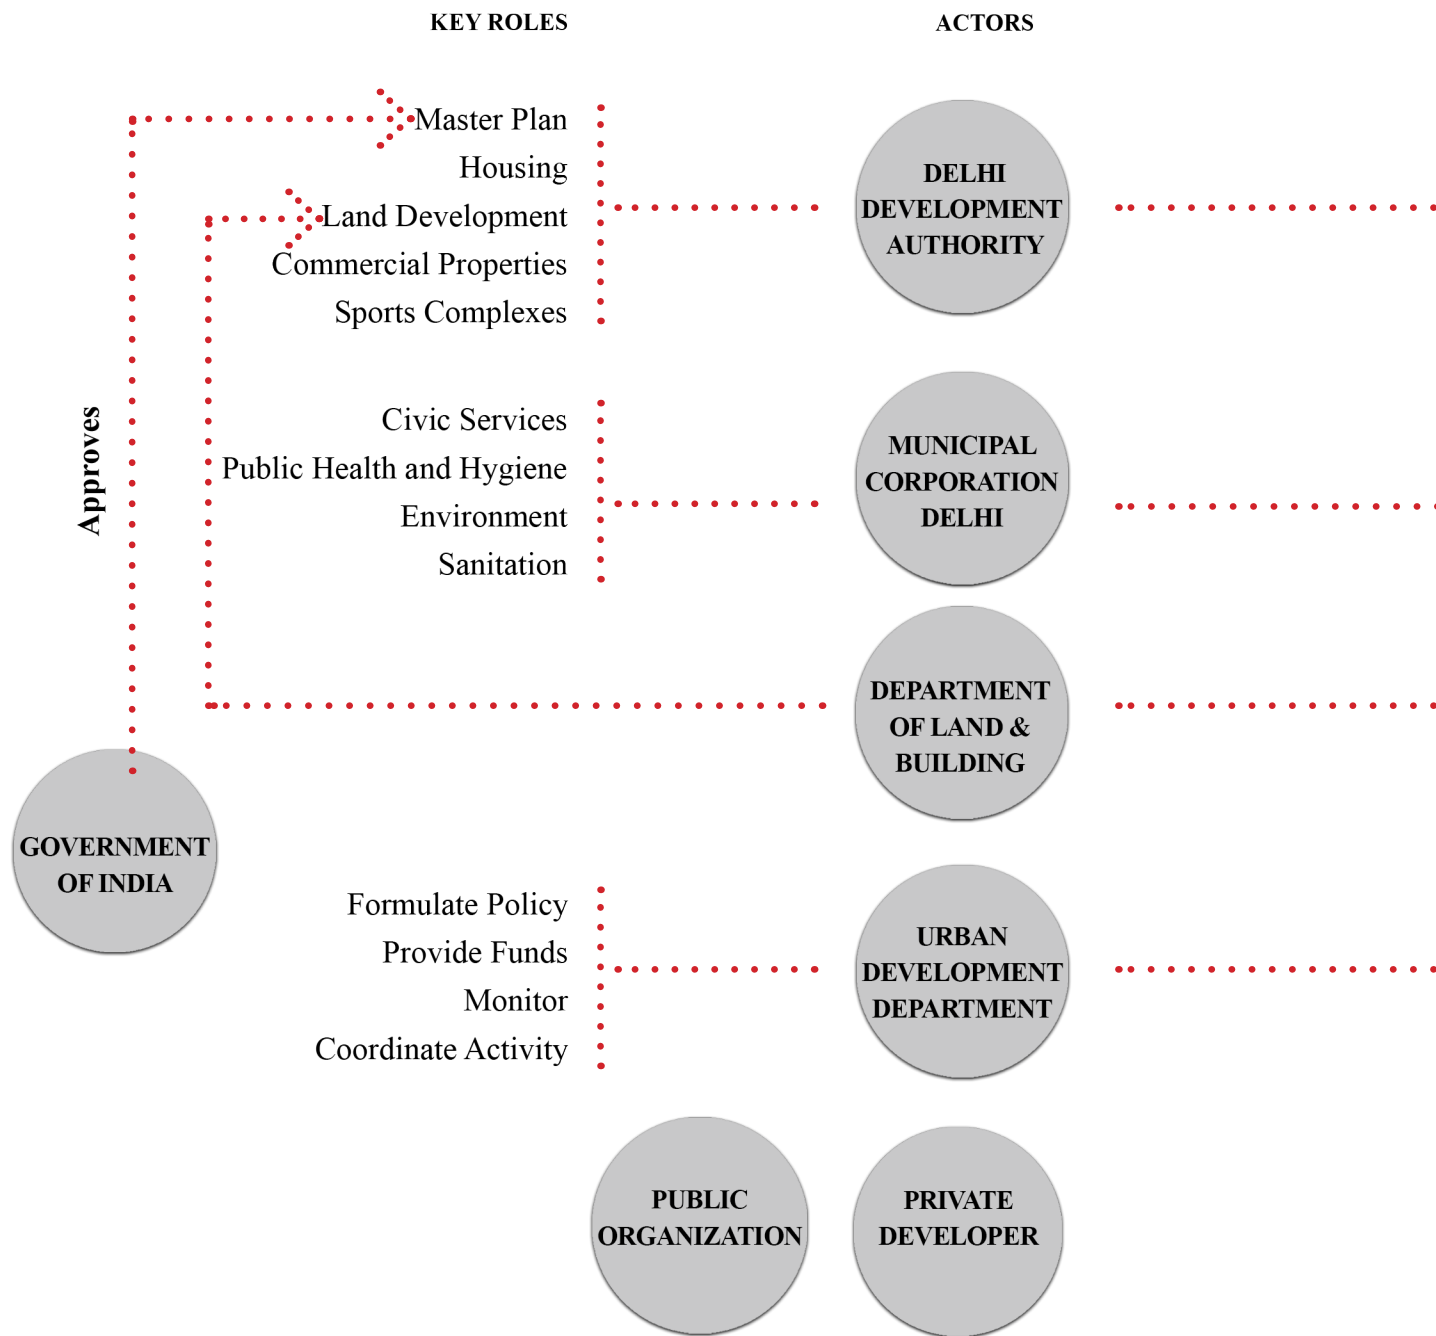 KEY ROLES
ACTORS
Master Plan
Housing
Land Development
Commercial Properties
Sports Complexes
DELHI
DEVELOPMENT
AUTHORITY
Approves
Civic Services
Public Health and Hygiene
Environment
Sanitation
MUNICIPAL
CORPORATION
DELHI
DEPARTMENT
OF LAND &
BUILDING
GOVERNMENT
OF INDIA
Formulate Policy
Provide Funds
Monitor
Coordinate Activity
URBAN
DEVELOPMENT
DEPARTMENT
PUBLIC
ORGANIZATION
PRIVATE
DEVELOPER